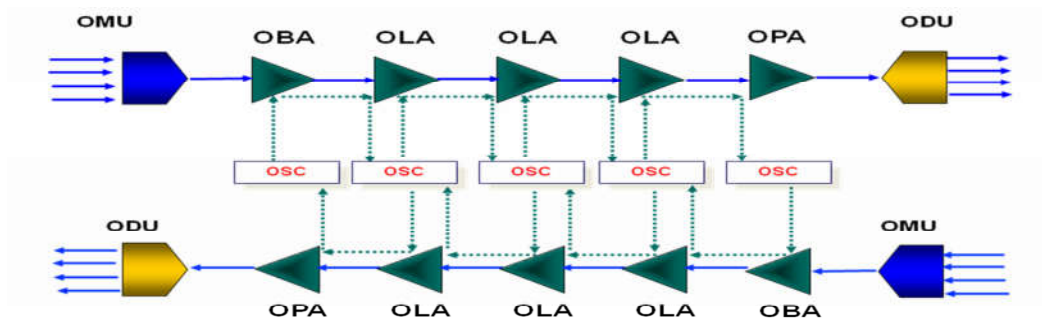 OMU ODU
OBA OLA OLA OLA OPA
OSC OSC OSC OSC OSC
ODU OMU
OPA OLA OLA OLA OBA